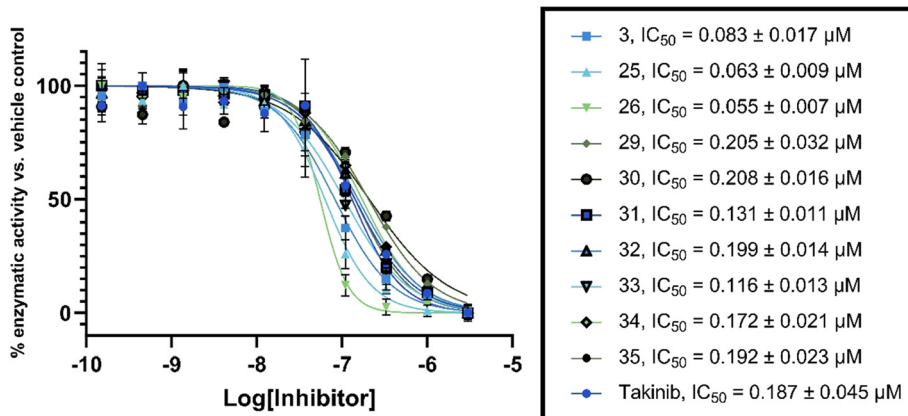 % enzymatic activity vs. vehicle control
100
50
0
-10 -9 -8 -7 -6 -5
Log[Inhibitor]
3, IC50 = 0.083 ± 0.017 µM
25, IC50 = 0.063 ± 0.009 µM
26, IC50 = 0.055 ± 0.007 µM
29, IC50 = 0.205 ± 0.032 µM
30, IC50 = 0.208 ± 0.016 µM
31, IC50 = 0.131 ± 0.011 µM
32, IC50 = 0.199 ± 0.014 µM
33, IC50 = 0.116 ± 0.013 µM
34, IC50 = 0.172 ± 0.021 µM
35, IC50 = 0.192 ± 0.023 µM
Takinib, IC50 = 0.187 ± 0.045 µM